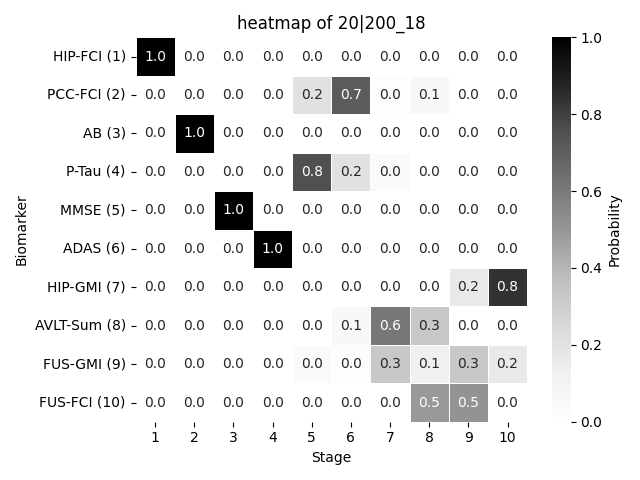 heatmap of 20|200_18
HIP-FCI (1) 1.0 0.0 0.0 0.0 0.0 0.0 0.0 0.0 0.0 0.0
PCC-FCI (2) 0.0 0.0 0.0 0.0 0.2 0.7 0.0 0.1 0.0 0.0
AB (3) 0.0 1.0 0.0 0.0 0.0 0.0 0.0 0.0 0.0 0.0
P-Tau (4) 0.0 0.0 0.0 0.0 0.8 0.2 0.0 0.0 0.0 0.0
MMSE (5) 0.0 0.0 1.0 0.0 0.0 0.0 0.0 0.0 0.0 0.0
ADAS (6) 0.0 0.0 0.0 1.0 0.0 0.0 0.0 0.0 0.0 0.0
HIP-GMI (7) 0.0 0.0 0.0 0.0 0.0 0.0 0.0 0.0 0.2 0.8
AVLT-Sum (8) 0.0 0.0 0.0 0.0 0.0 0.1 0.6 0.3 0.0 0.0
FUS-GMI (9) 0.0 0.0 0.0 0.0 0.0 0.0 0.3 0.1 0.3 0.2
FUS-FCI (10) 0.0 0.0 0.0 0.0 0.0 0.0 0.0 0.5 0.5 0.0
1 2 3 4 5 6 7 8 9 10
Stage
Biomarker
1.0
0.8
0.6
0.4
0.2
0.0
Probability